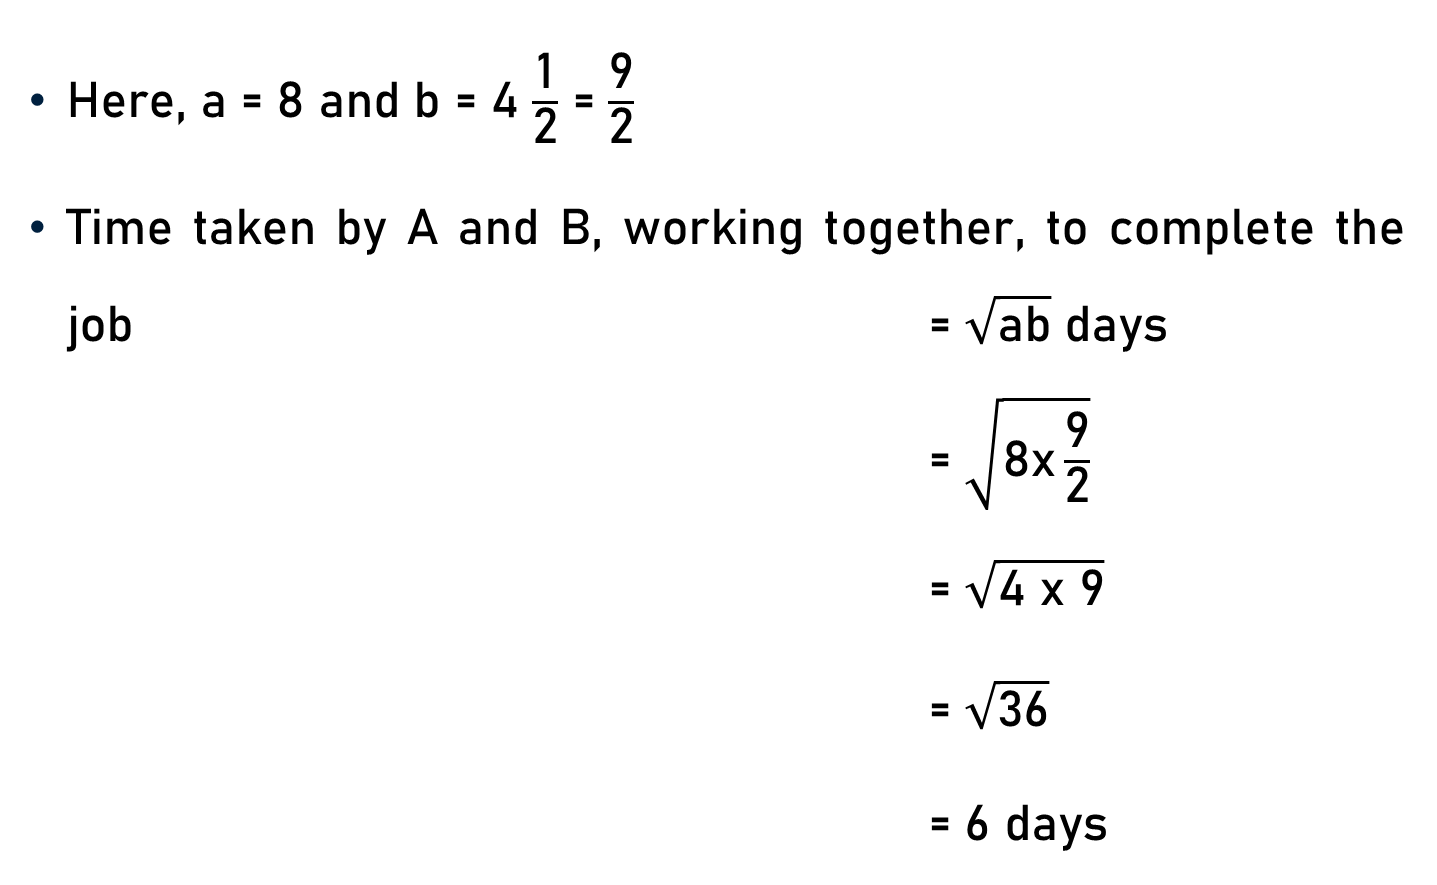 • Here, a = 8 and b = 4 1/2 = 9/2
• Time taken by A and B, working together, to complete the
job = √ab days
= √(8x 9/2)
= √(4 x 9)
= √36
= 6 days